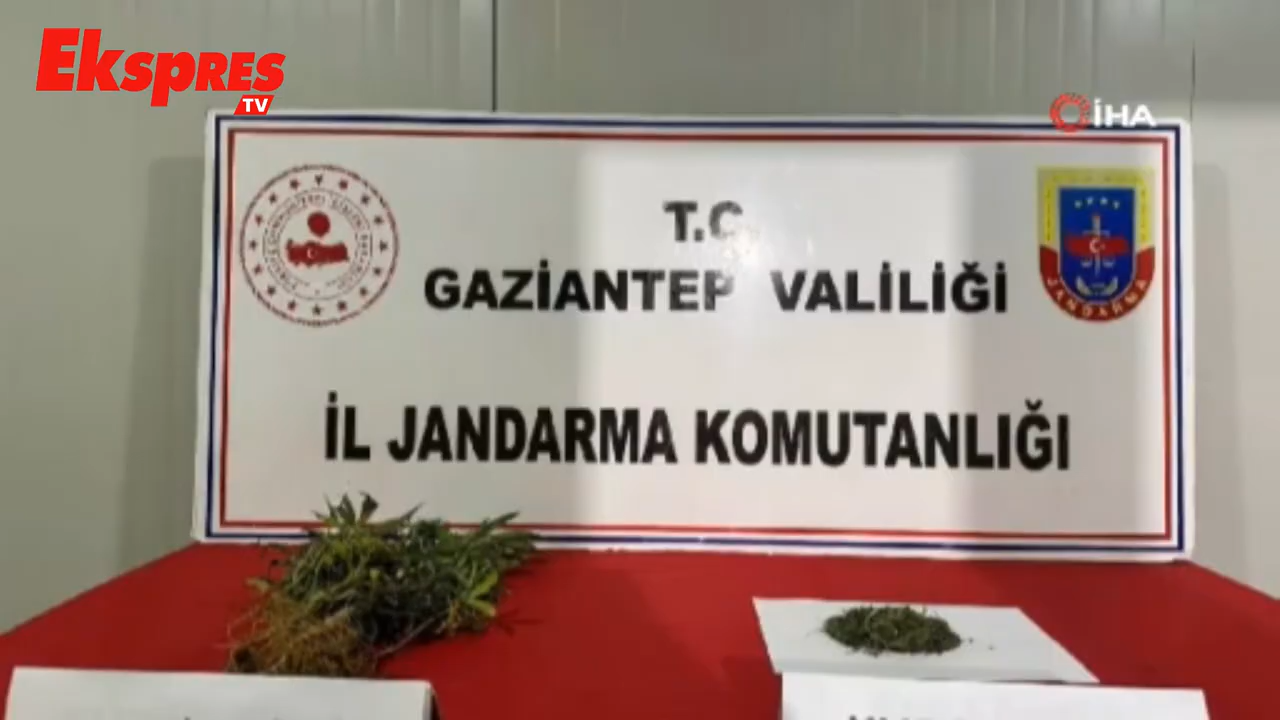 Ekspres
TV
İHA
T.C.
GAZİANTEP VALİLİĞİ
JANDARMA
İL JANDARMA KOMUTANLIĞI